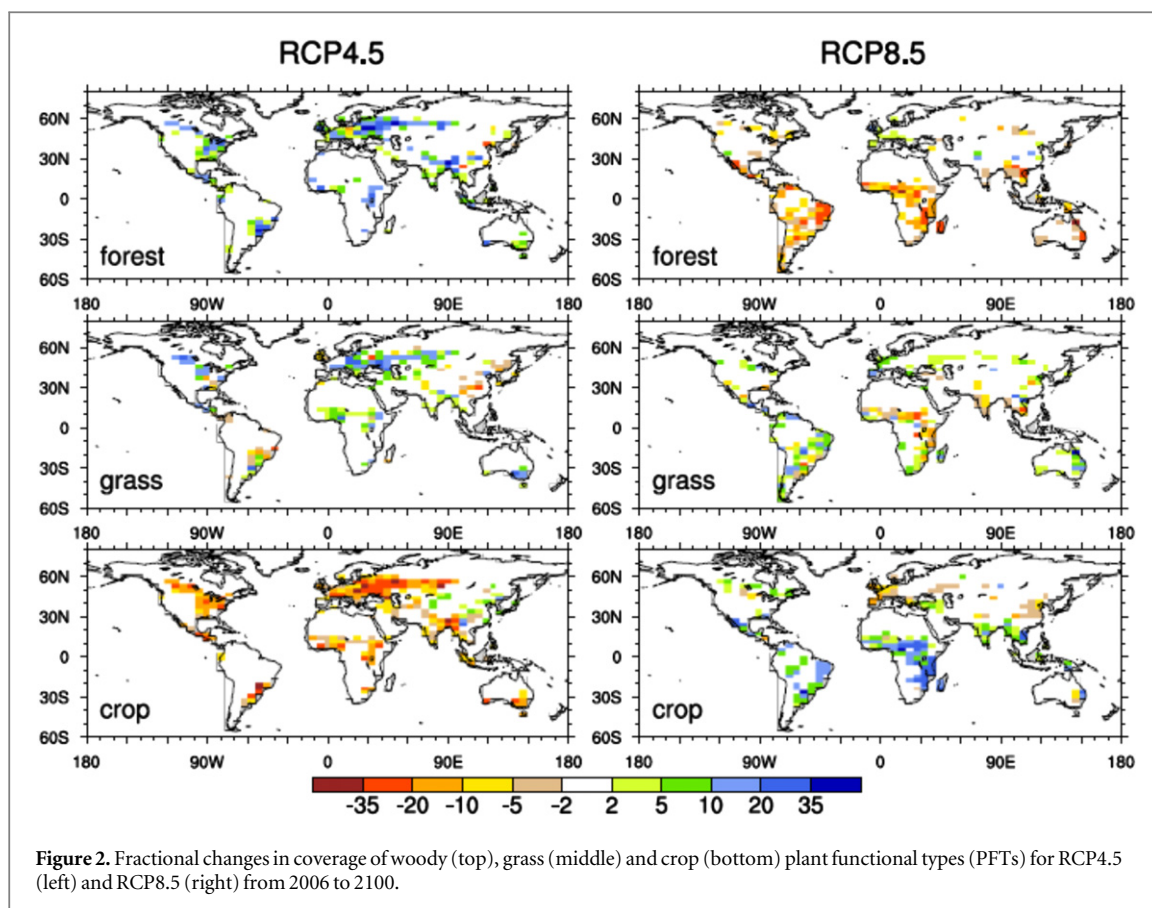 RCP4.5 RCP8.5
60N 60N
30N 30N
0 0
30S 30S
forest forest
60S 60S
180 90W 0 90E 180 180 90W 0 90E 180
60N 60N
30N 30N
0 0
30S 30S
grass grass
60S 60S
180 90W 0 90E 180 180 90W 0 90E 180
60N 60N
30N 30N
0 0
30S 30S
crop crop
60S 60S
180 90W 0 90E 180 180 90W 0 90E 180
-35 -20 -10 -5 -2 2 5 10 20 35
Figure 2. Fractional changes in coverage of woody (top), grass (middle) and crop (bottom) plant functional types (PFTs) for RCP4.5
(left) and RCP8.5 (right) from 2006 to 2100.